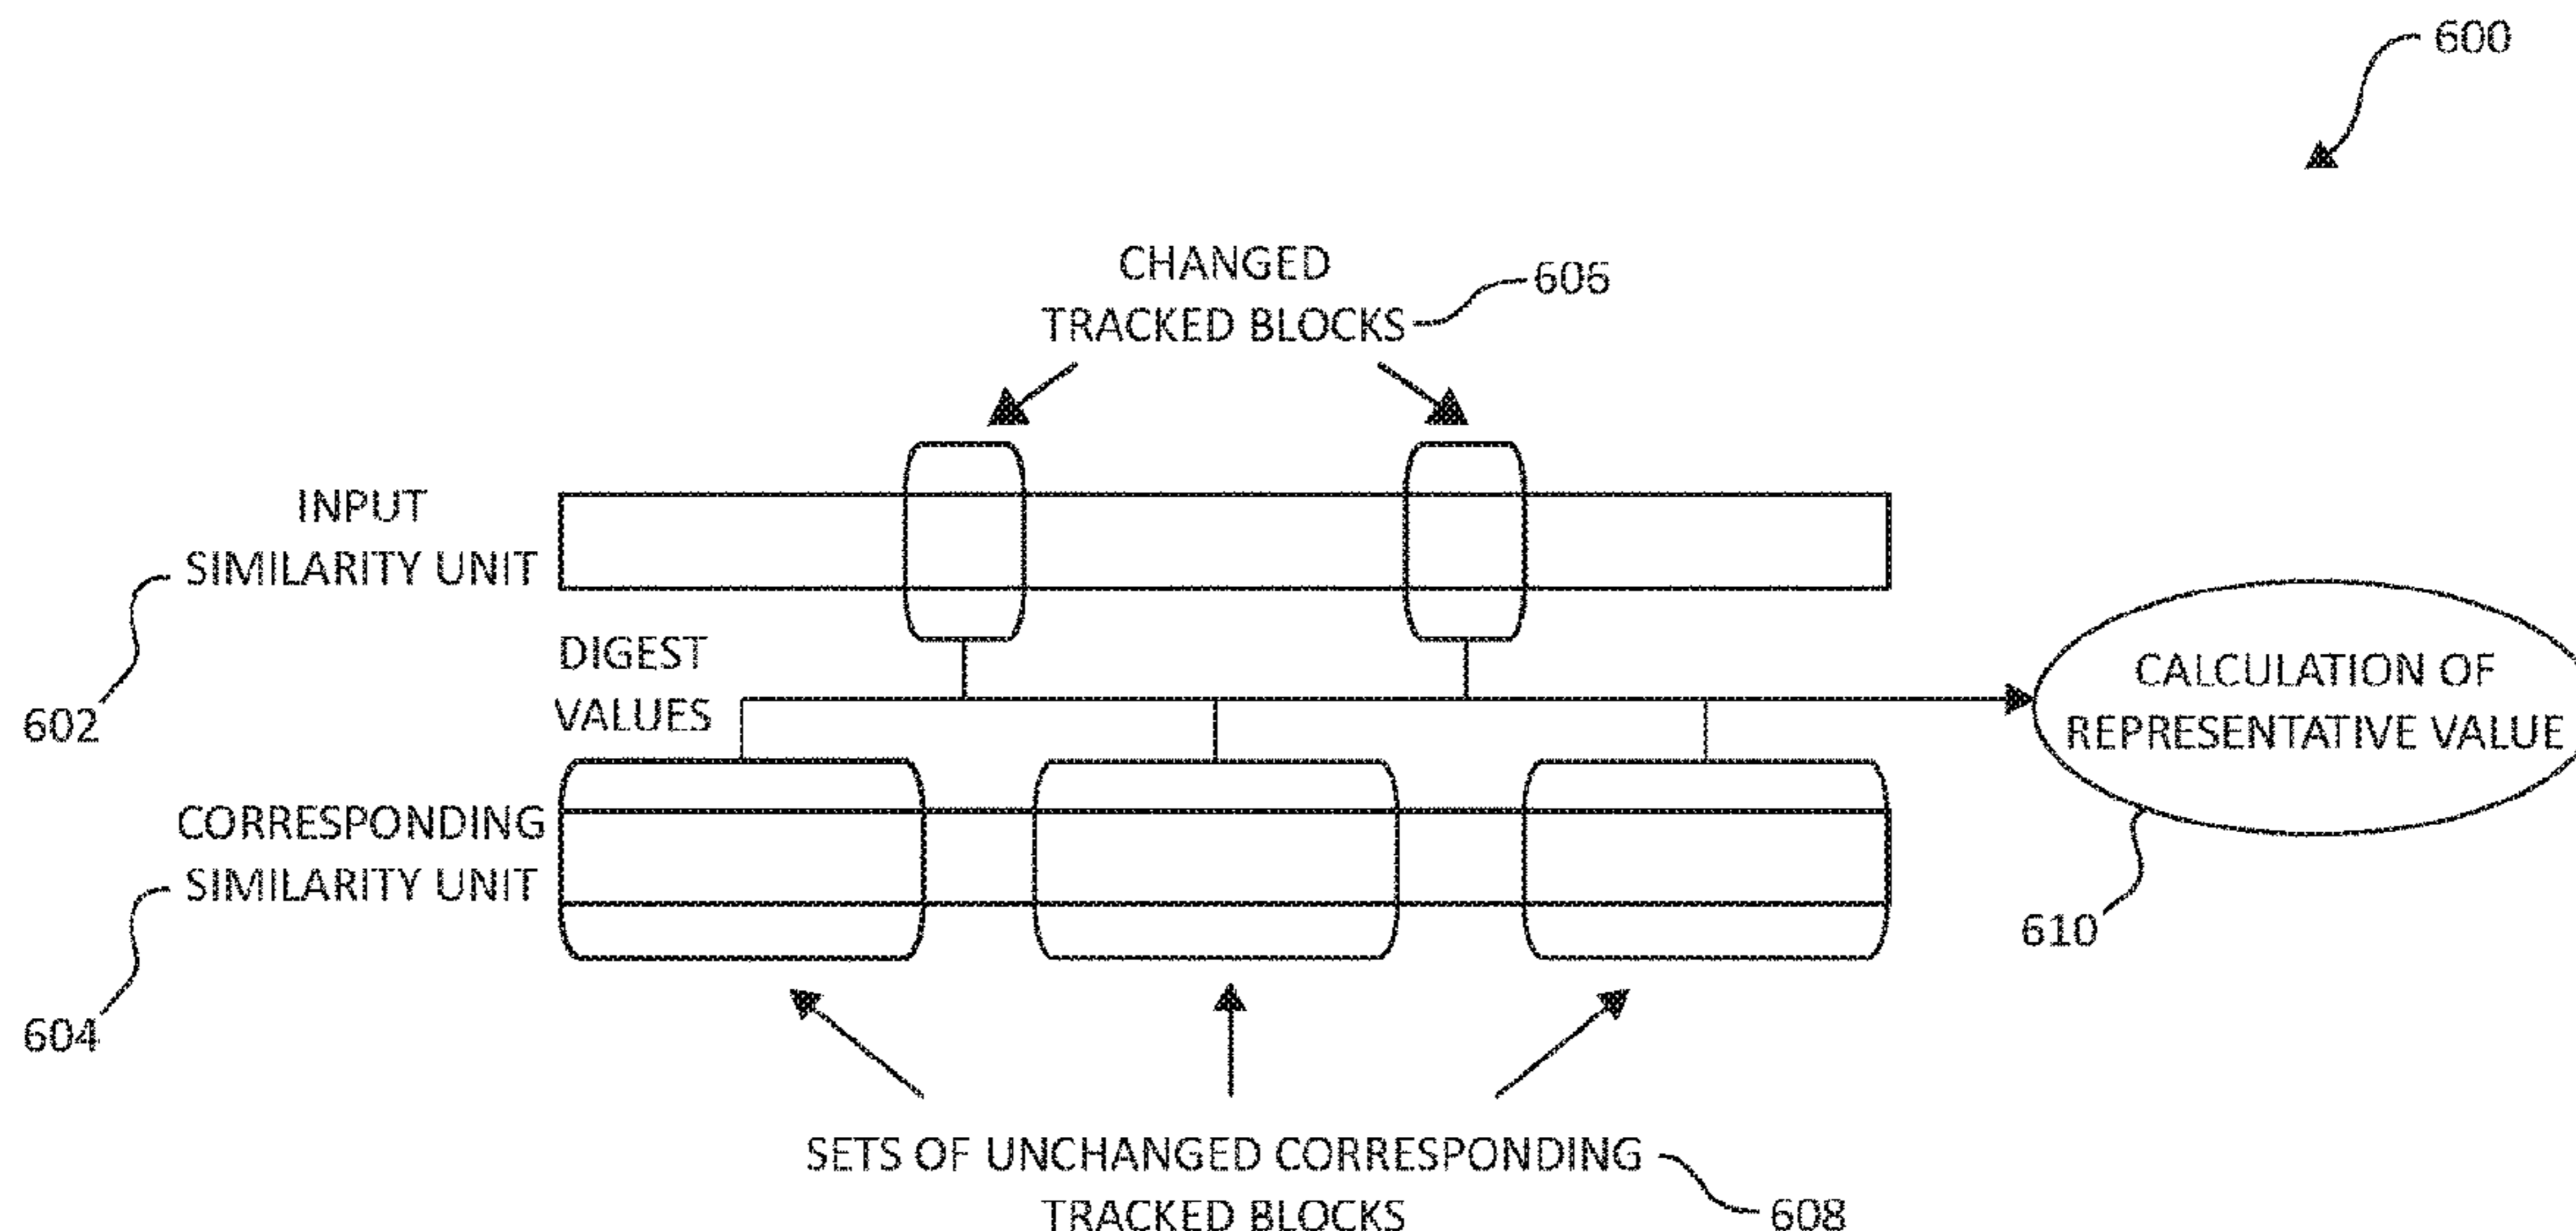 600
CHANGED
TRACKED BLOCKS
606
INPUT
SIMILARITY UNIT
602
DIGEST
VALUES
CALCULATION OF
REPRESENTATIVE VALUE
610
CORRESPONDING
SIMILARITY UNIT
604
SETS OF UNCHANGED CORRESPONDING
TRACKED BLOCKS
608